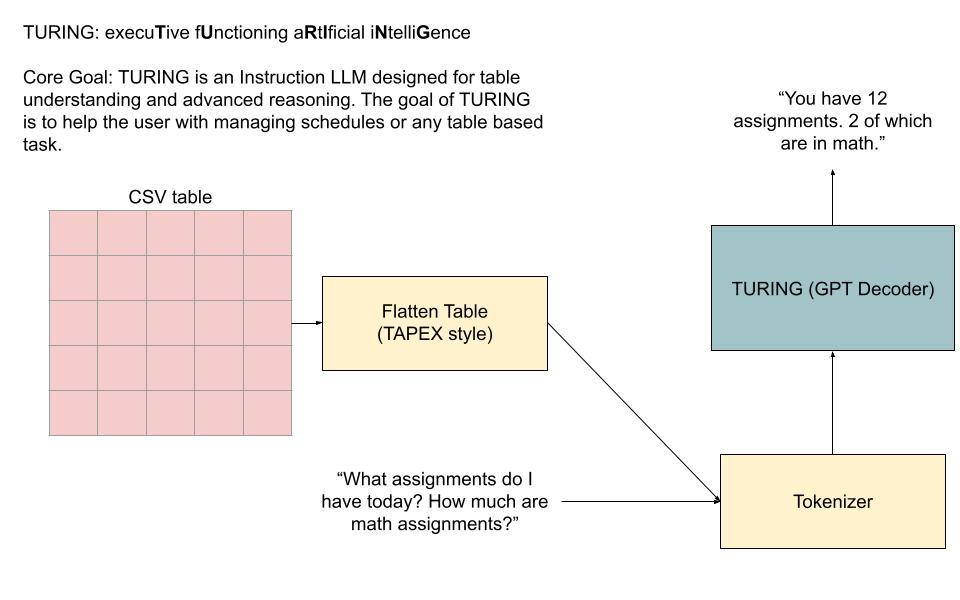 TURING: execuTive fUnctioning aRtIficial iNtelliGence
Core Goal: TURING is an Instruction LLM designed for table
understanding and advanced reasoning. The goal of TURING
is to help the user with managing schedules or any table based
task.
“You have 12
assignments. 2 of which
are in math.”
CSV table
Flatten Table
(TAPEX style)
TURING (GPT Decoder)
“What assignments do I
have today? How much are
math assignments?”
Tokenizer